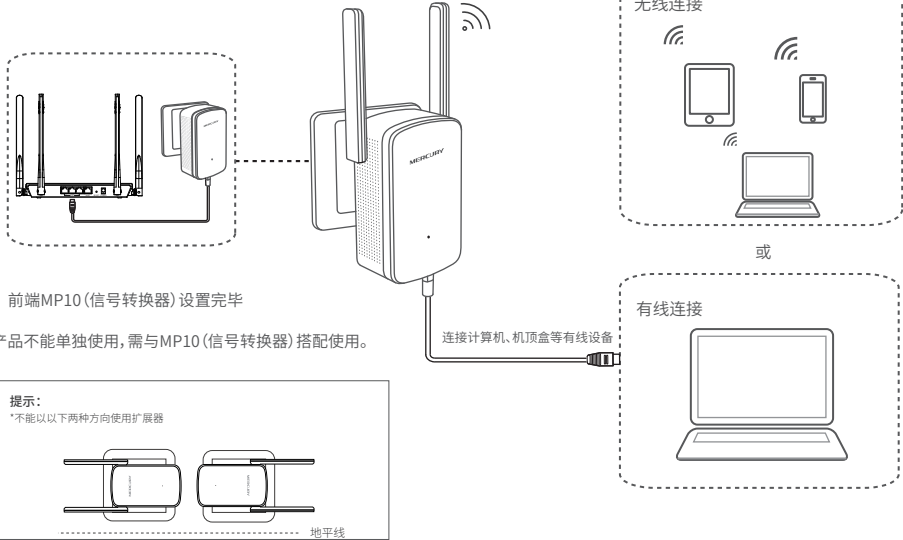 无线连接
MERCURY
MERCURY
或
前端MP10(信号转换器)设置完毕
有线连接
产品不能单独使用，需与MP10(信号转换器)搭配使用。
连接计算机、机顶盒等有线设备
提示：
*不能以以下两种方向使用扩展器
MERCURY
MERCURY
地平线